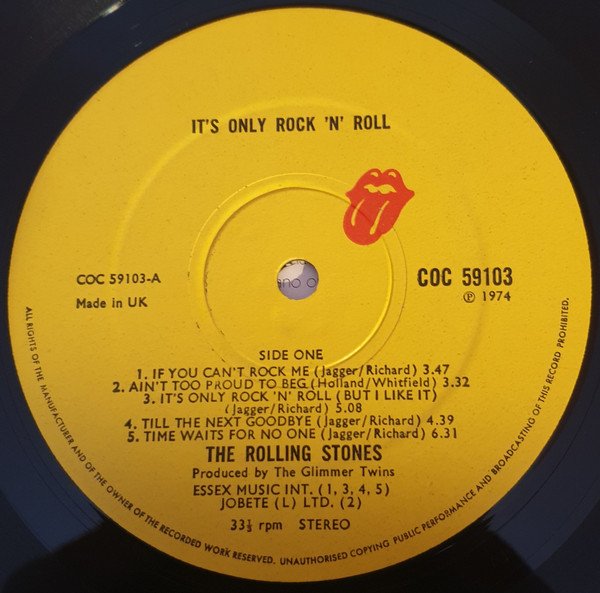 IT'S ONLY ROCK 'N' ROLL
COC 59103-A
Made in UK
COC 59103
℗ 1974
SIDE ONE
1. IF YOU CAN'T ROCK ME (Jagger/Richard) 3.47
2. AIN'T TOO PROUD TO BEG (Holland/Whitfield) 3.32
3. IT'S ONLY ROCK 'N' ROLL (BUT I LIKE IT)
(Jagger/Richard) 5.08
4. TILL THE NEXT GOODBYE (Jagger/Richard) 4.39
5. TIME WAITS FOR NO ONE (Jagger/Richard) 6.31
THE ROLLING STONES
Produced by The Glimmer Twins
ESSEX MUSIC INT. (1, 3, 4, 5)
JOBETE (L) LTD. (2)
33⅓ rpm STEREO
ALL RIGHTS OF THE MANUFACTURER AND OF THE OWNER OF THE RECORDED WORK RESERVED. UNAUTHORISED COPYING PUBLIC PERFORMANCE AND BROADCASTING OF THIS RECORD PROHIBITED.